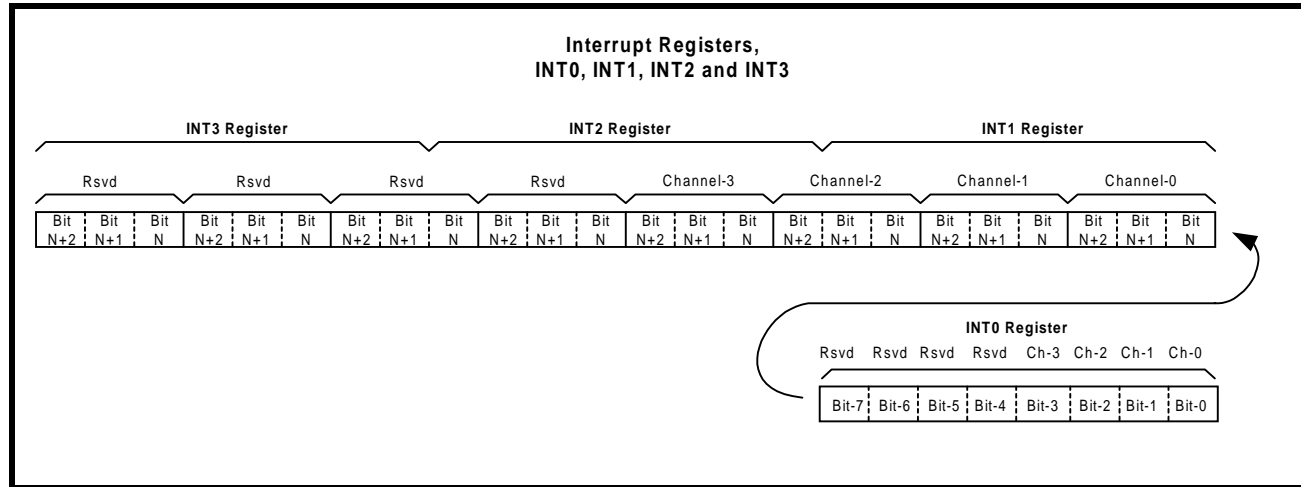 Interrupt Registers,
INT0, INT1, INT2 and INT3
INT3 Register INT2 Register INT1 Register
Rsvd Rsvd Rsvd Rsvd Channel-3 Channel-2 Channel-1 Channel-0
Bit Bit Bit Bit Bit Bit Bit Bit Bit Bit Bit Bit Bit Bit Bit Bit Bit Bit Bit Bit Bit Bit Bit Bit
N+2 N+1 N N+2 N+1 N N+2 N+1 N N+2 N+1 N N+2 N+1 N N+2 N+1 N N+2 N+1 N N+2 N+1 N
INT0 Register
Rsvd Rsvd Rsvd Rsvd Ch-3 Ch-2 Ch-1 Ch-0
Bit-7 Bit-6 Bit-5 Bit-4 Bit-3 Bit-2 Bit-1 Bit-0